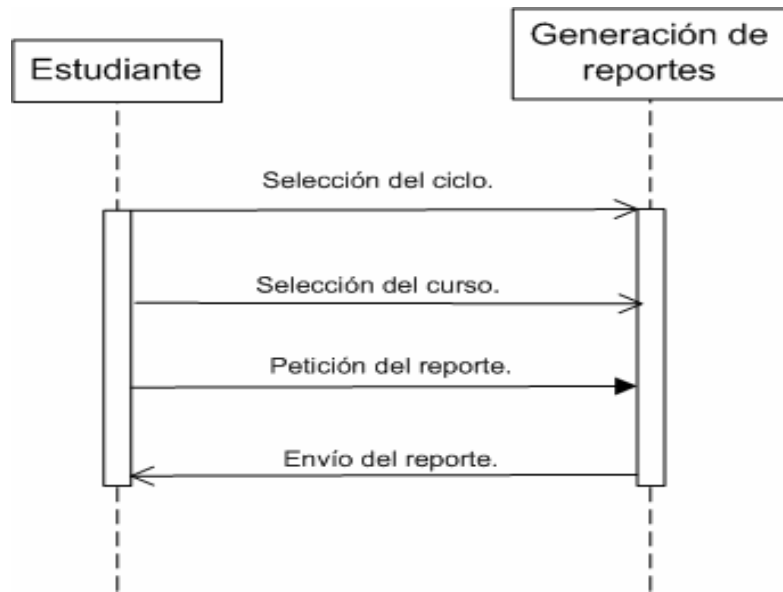 Estudiante
Generación de
reportes
Selección del ciclo.
Selección del curso.
Petición del reporte.
Envío del reporte.